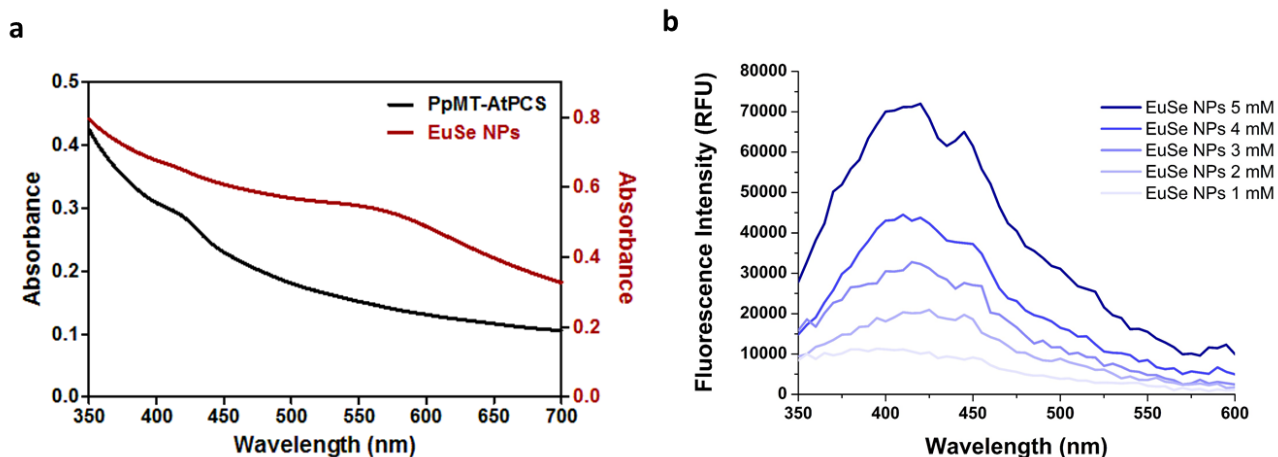 a
Absorbance
0.5
0.4
0.3
0.2
0.1
0.0
PpMT-AtPCS
EuSe NPs
0.8
0.6
0.4
0.2
0.0
Absorbance
350 400 450 500 550 600 650 700
Wavelength (nm)
b
Fluorescence Intensity (RFU)
80000
70000
60000
50000
40000
30000
20000
10000
0
EuSe NPs 5 mM
EuSe NPs 4 mM
EuSe NPs 3 mM
EuSe NPs 2 mM
EuSe NPs 1 mM
350 400 450 500 550 600
Wavelength (nm)